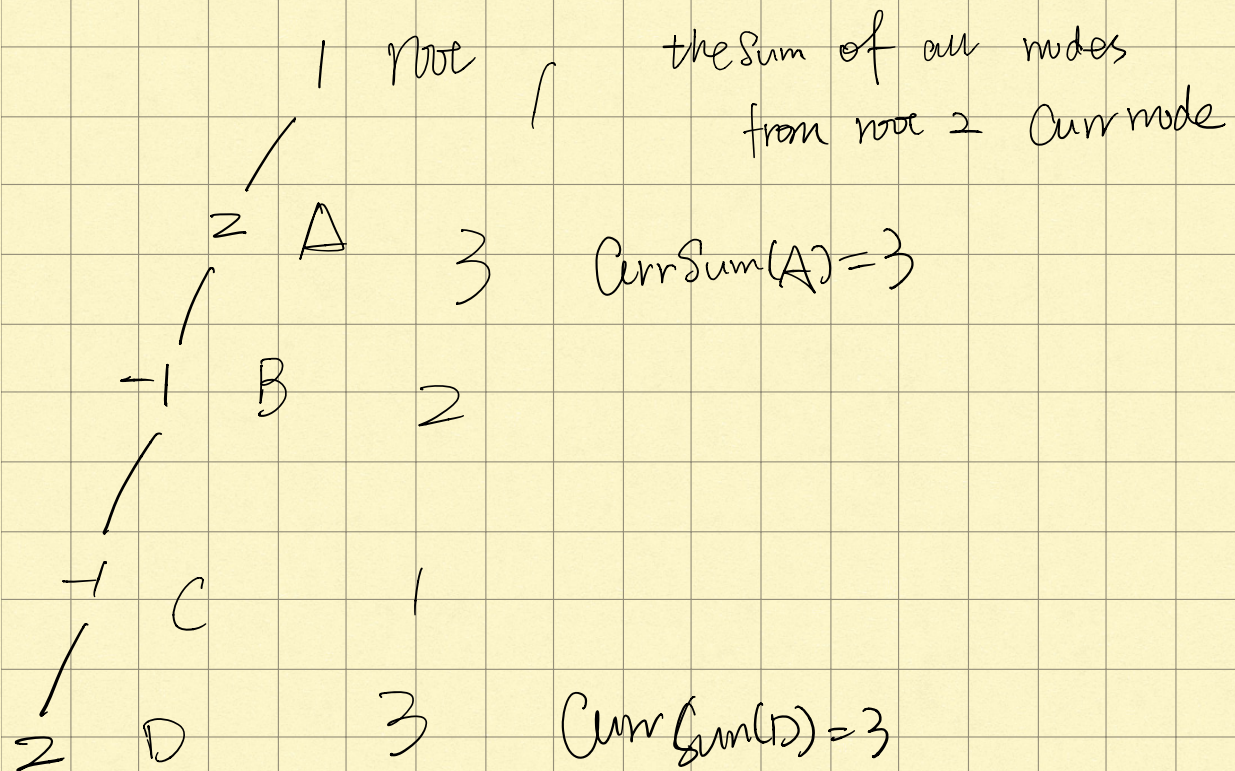 1 root 1 the sum of all nodes
from root 2 Curr node
2 A 3 CurrSum(A)=3
-1 B 2
-1 C 1
2 D 3 CurrSum(D)=3